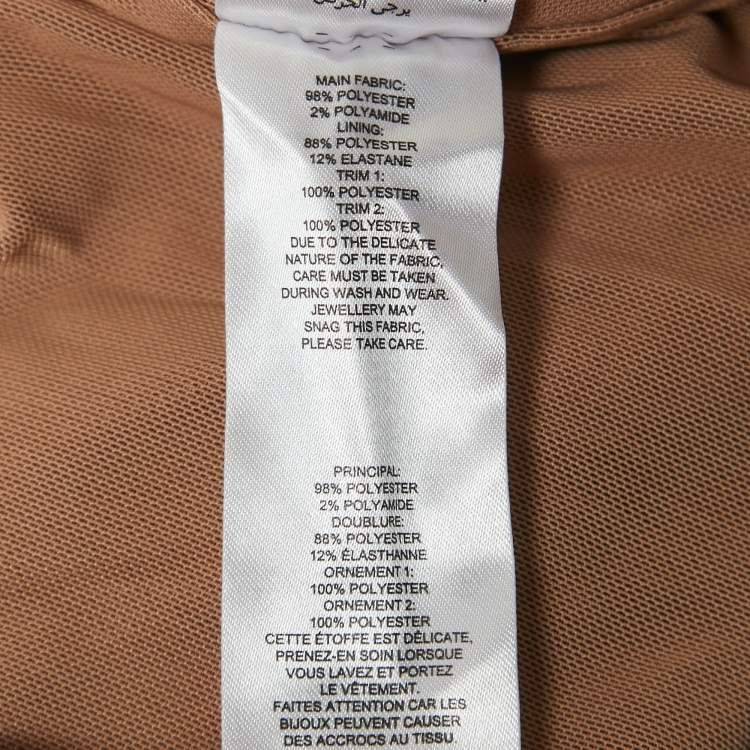 يرجى الحرص
MAIN FABRIC:
98% POLYESTER
2% POLYAMIDE
LINING:
88% POLYESTER
12% ELASTANE
TRIM 1:
100% POLYESTER
TRIM 2:
100% POLYESTER
DUE TO THE DELICATE
NATURE OF THE FABRIC,
CARE MUST BE TAKEN
DURING WASH AND WEAR.
JEWELLERY MAY
SNAG THIS FABRIC,
PLEASE TAKE CARE.
PRINCIPAL:
98% POLYESTER
2% POLYAMIDE
DOUBLURE:
88% POLYESTER
12% ÉLASTHANNE
ORNEMENT 1:
100% POLYESTER
ORNEMENT 2:
100% POLYESTER
CETTE ÉTOFFE EST DÉLICATE,
PRENEZ-EN SOIN LORSQUE
VOUS LAVEZ ET PORTEZ
LE VÊTEMENT.
FAITES ATTENTION CAR LES
BIJOUX PEUVENT CAUSER
DES ACCROCS AU TISSU.